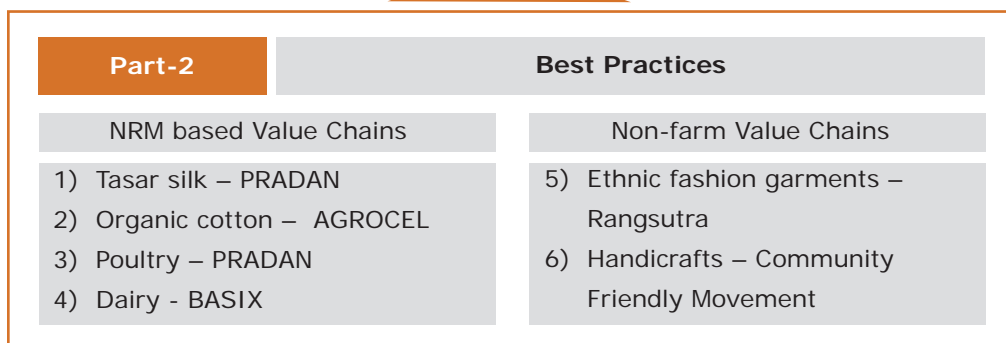 Part-2
Best Practices
NRM based Value Chains
1) Tasar silk – PRADAN
2) Organic cotton – AGROCEL
3) Poultry – PRADAN
4) Dairy - BASIX
Non-farm Value Chains
5) Ethnic fashion garments –
Rangsutra
6) Handicrafts – Community
Friendly Movement